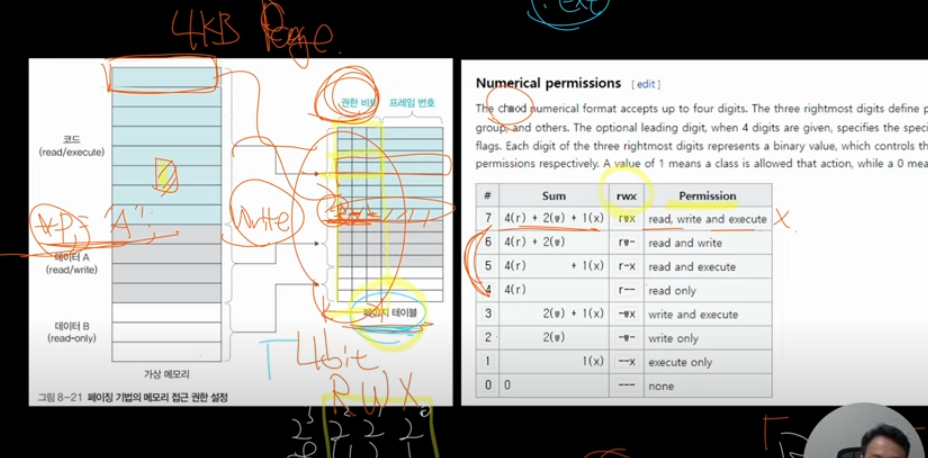 .text
4KB Page.
권한 비트 프레임 번호
코드
(read/execute)
Write
*P = 'A';
데이터 A
(read/write)
데이터 B
(read-only)
페이지 테이블
가상 메모리
4bit
그림 8-21 페이징 기법의 메모리 접근 권한 설정
R W X
2³ 2² 2¹ 2⁰
Numerical permissions [ edit ]
The chmod numerical format accepts up to four digits. The three rightmost digits define
group, and others. The optional leading digit, when 4 digits are given, specifies the
flags. Each digit of the three rightmost digits represents a binary value, which controls
permissions respectively. A value of 1 means a class is allowed that action, while a 0
# Sum rwx Permission
7 4(r) + 2(w) + 1(x) rwx read, write and execute X.
6 4(r) + 2(w) rw- read and write
5 4(r) + 1(x) r-x read and execute
4 4(r) r-- read only
3 2(w) + 1(x) -wx write and execute
2 2(w) -w- write only
1 1(x) --x execute only
0 0 --- none